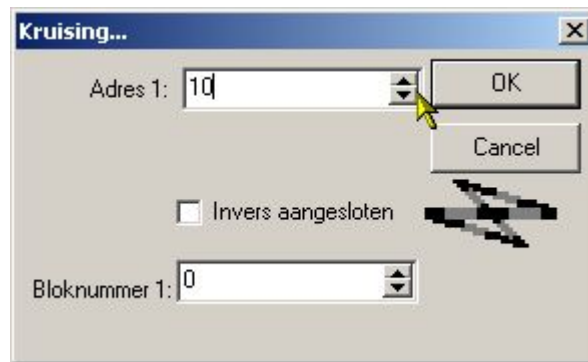 Kruising...
Adres 1: 10 OK
Cancel
Invers aangesloten
Bloknummer 1: 0